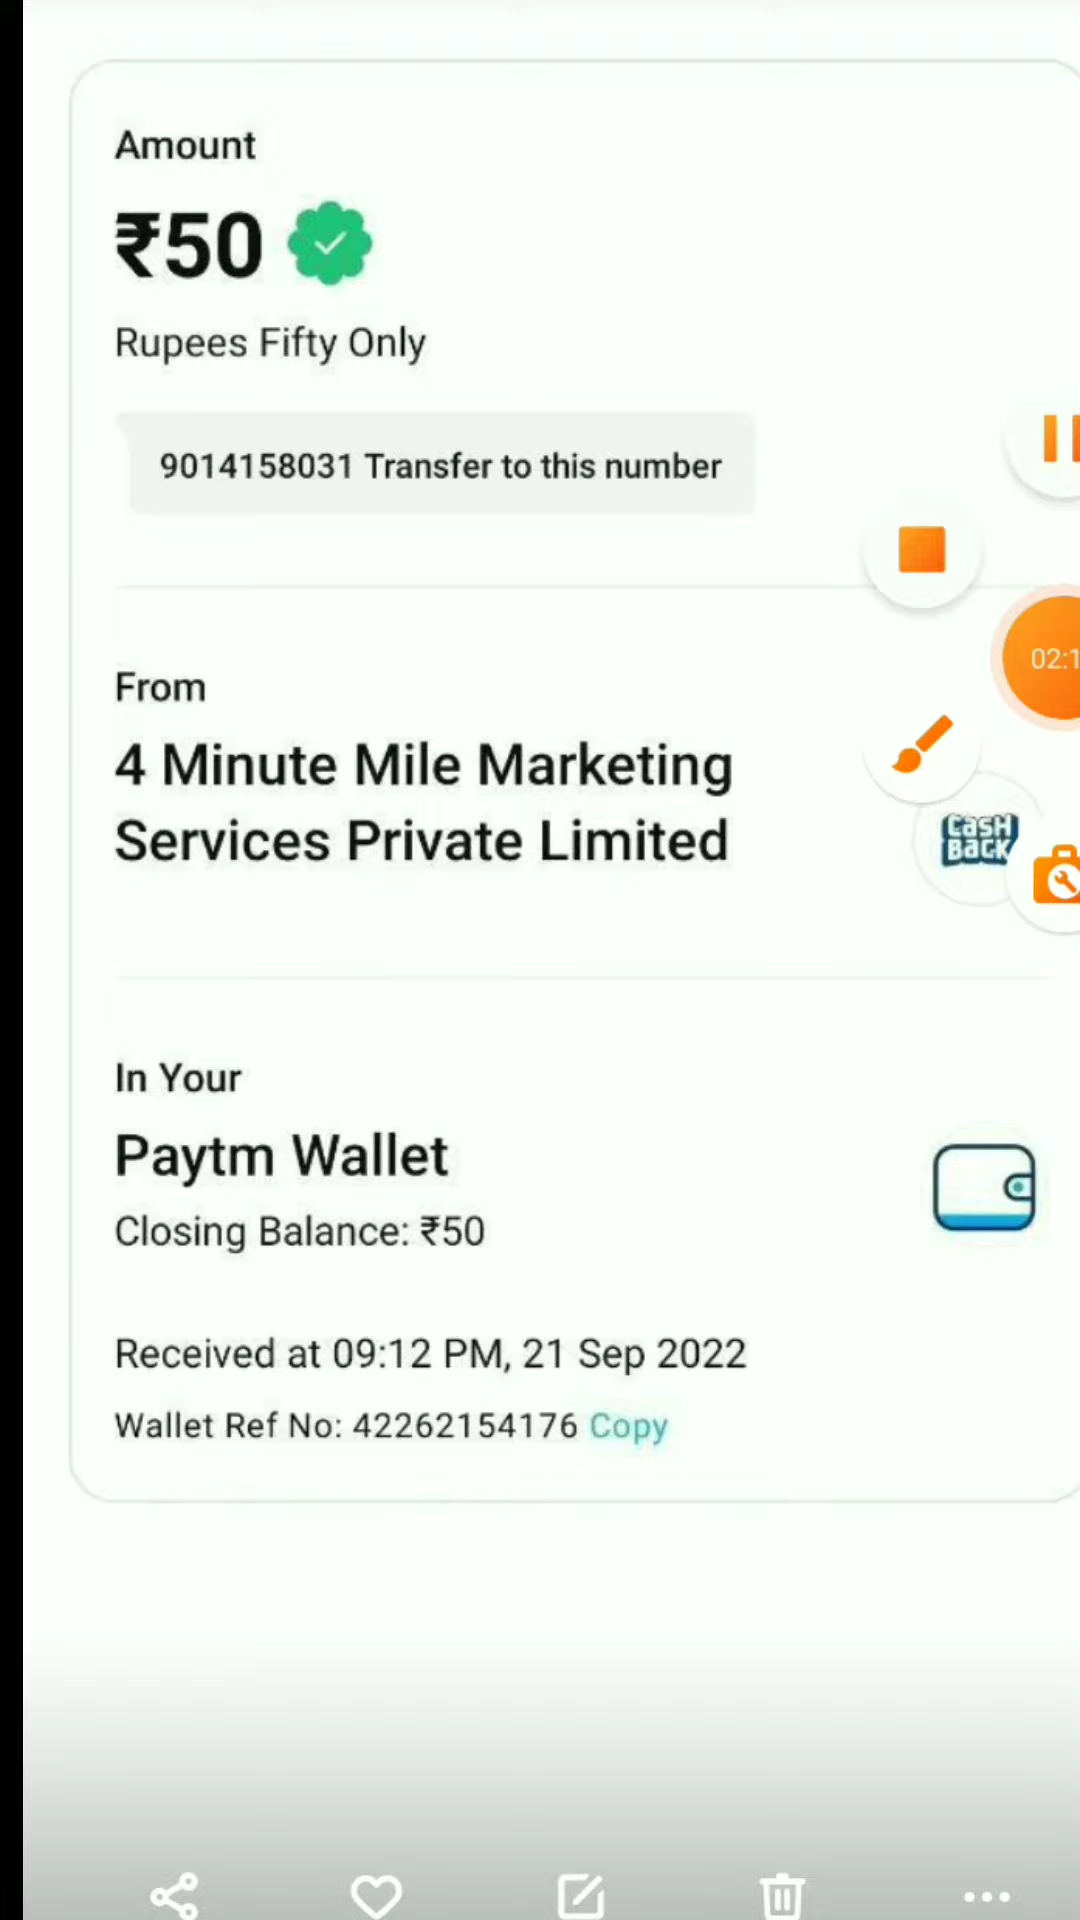 Amount
₹50
Rupees Fifty Only
9014158031 Transfer to this number
02:1
From
4 Minute Mile Marketing
Services Private Limited
CASH
BACK
In Your
Paytm Wallet
Closing Balance: ₹50
Received at 09:12 PM, 21 Sep 2022
Wallet Ref No: 42262154176 Copy